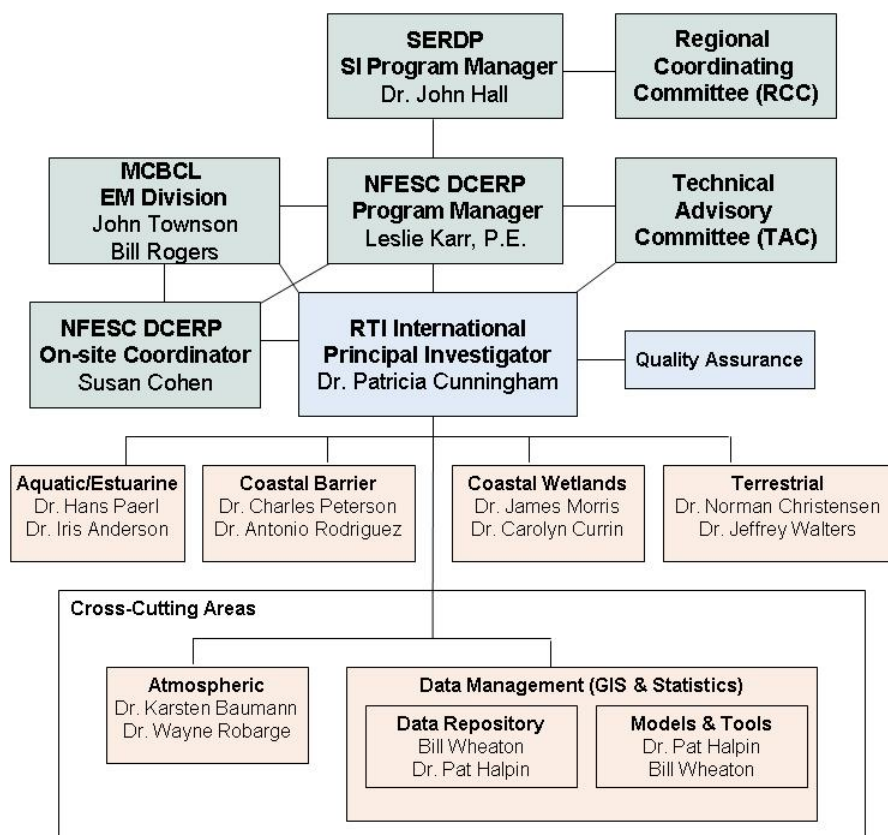 SERDP
SI Program Manager
Dr. John Hall
Regional
Coordinating
Committee (RCC)
MCBCL
EM Division
John Townson
Bill Rogers
NFESC DCERP
Program Manager
Leslie Karr, P.E.
Technical
Advisory
Committee (TAC)
NFESC DCERP
On-site Coordinator
Susan Cohen
RTI International
Principal Investigator
Dr. Patricia Cunningham
Quality Assurance
Aquatic/Estuarine
Dr. Hans Paerl
Dr. Iris Anderson
Coastal Barrier
Dr. Charles Peterson
Dr. Antonio Rodriguez
Coastal Wetlands
Dr. James Morris
Dr. Carolyn Currin
Terrestrial
Dr. Norman Christensen
Dr. Jeffrey Walters
Cross-Cutting Areas
Atmospheric
Dr. Karsten Baumann
Dr. Wayne Robarge
Data Management (GIS & Statistics)
Data Repository
Bill Wheaton
Dr. Pat Halpin
Models & Tools
Dr. Pat Halpin
Bill Wheaton